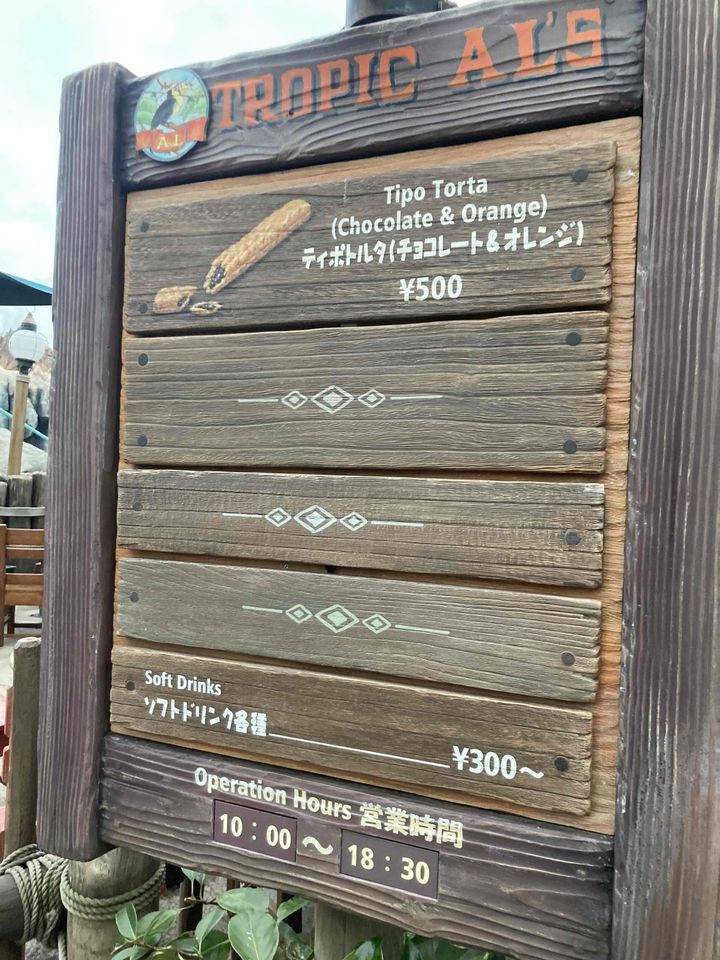 TROPIC AL'S
A.L.
Tipo Torta
(Chocolate & Orange)
ティポトルタ(チョコレート&オレンジ)
¥500
Soft Drinks
ソフトドリンク各種
¥300～
Operation Hours 営業時間
10：00～18：30